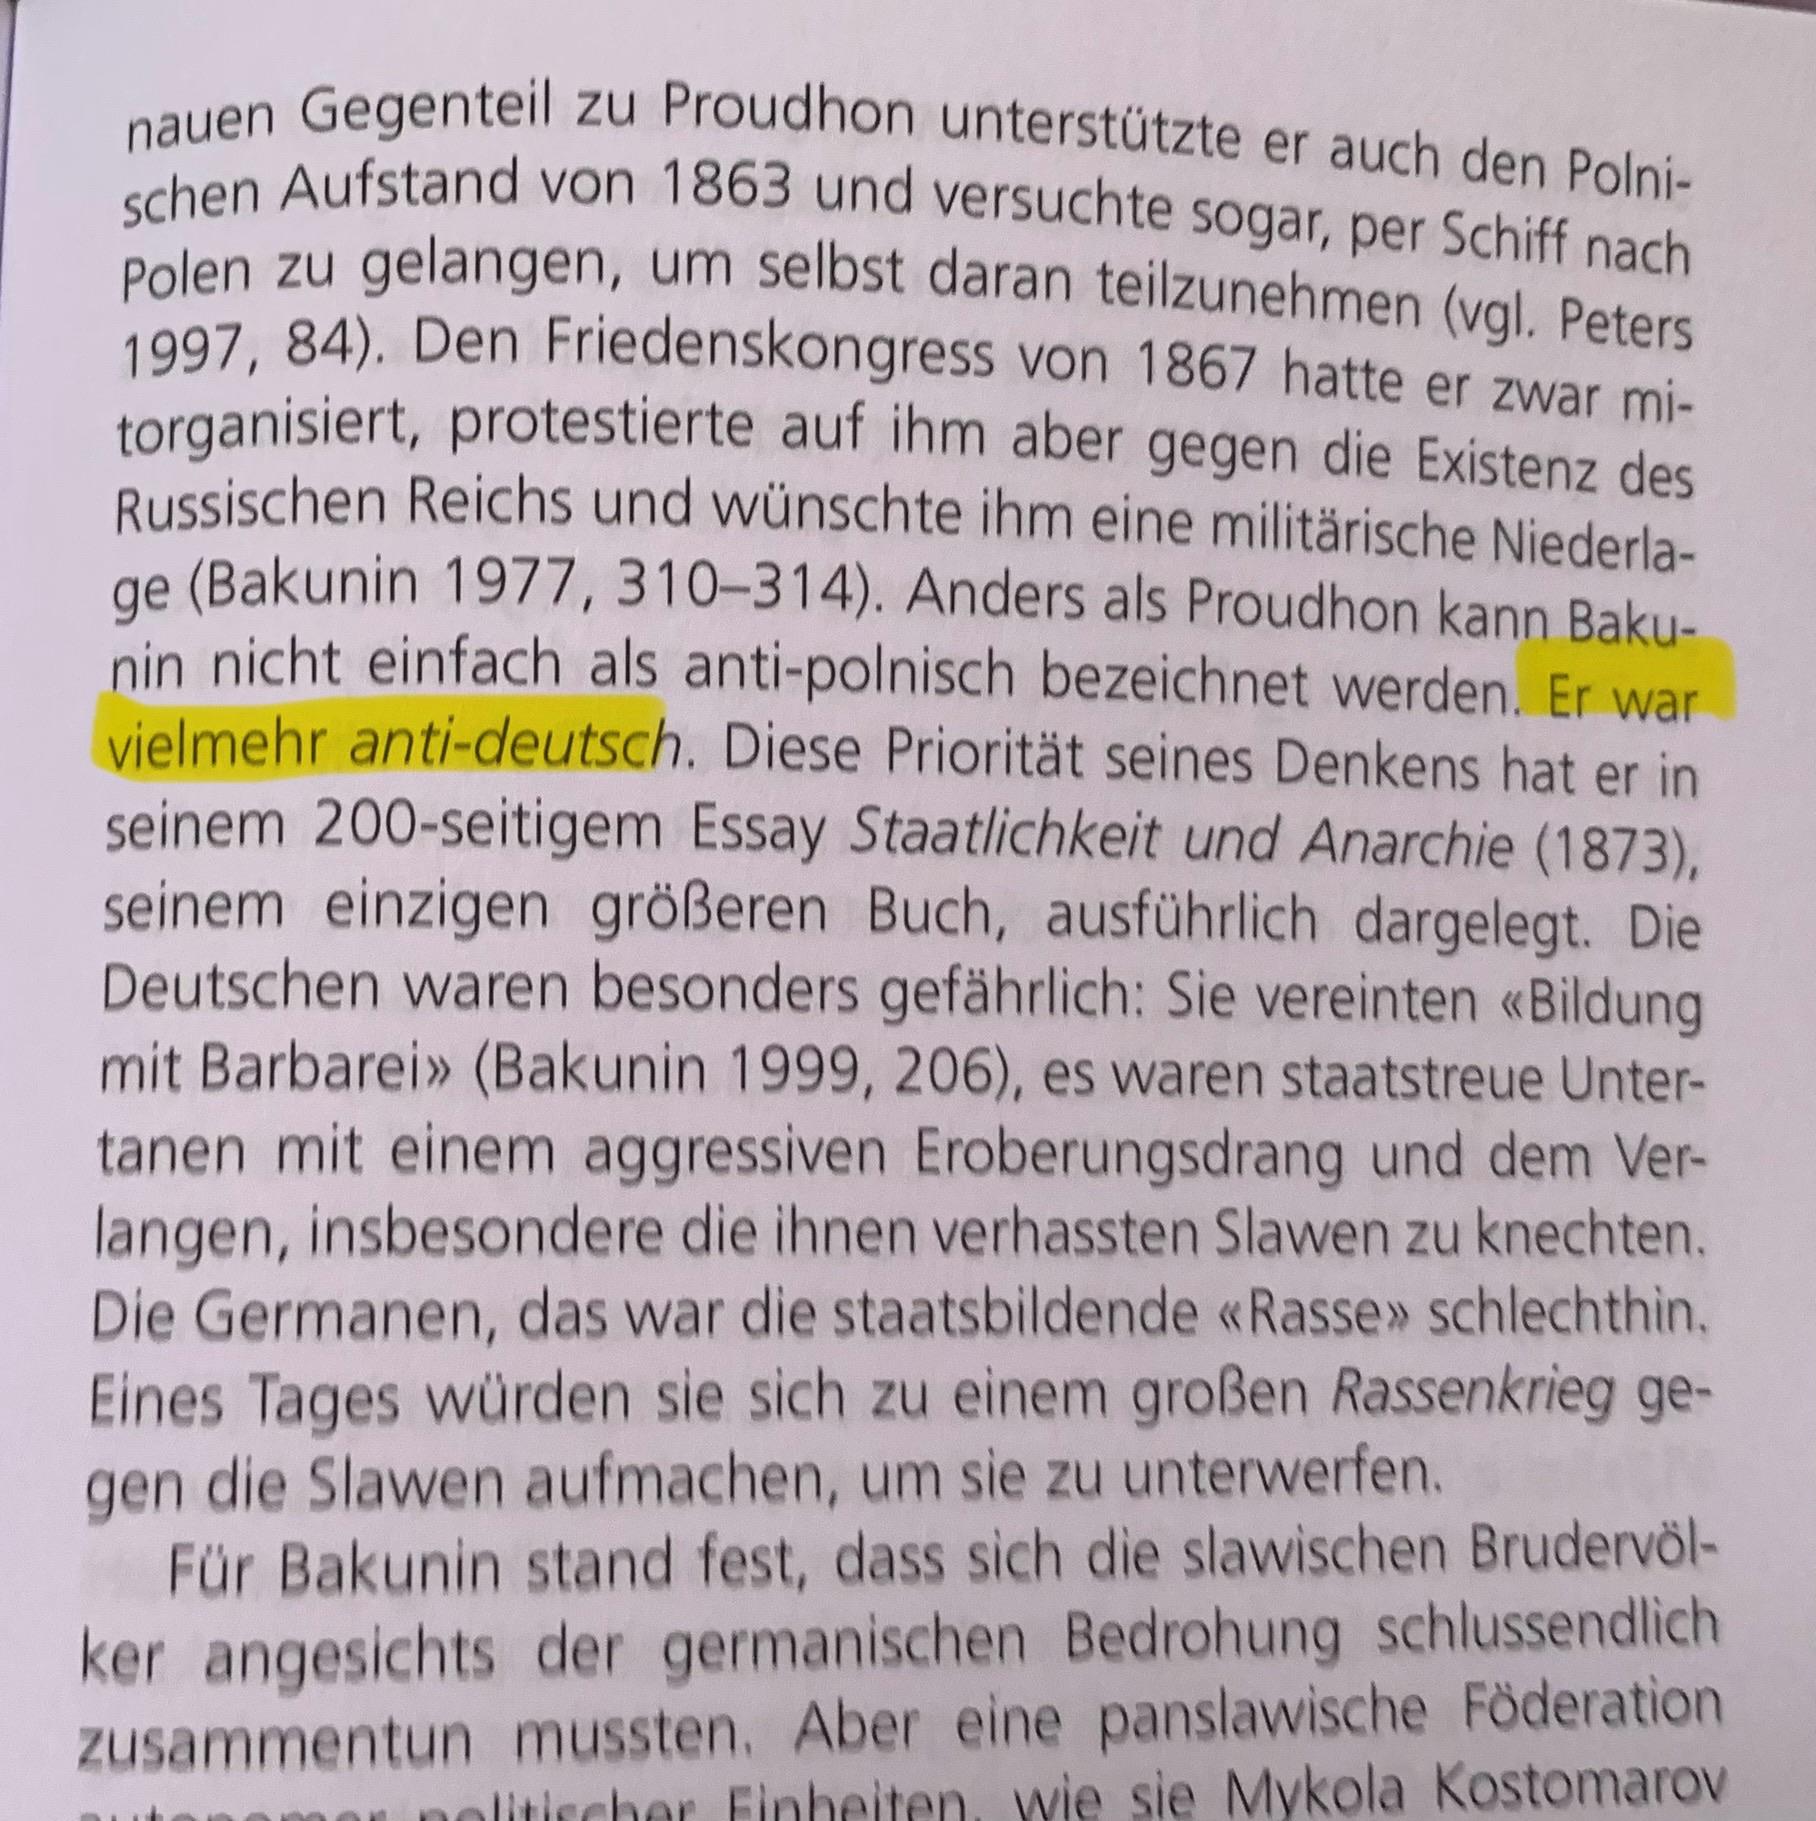 nauen Gegenteil zu Proudhon unterstützte er auch den Polni-
schen Aufstand von 1863 und versuchte sogar, per Schiff nach
Polen zu gelangen, um selbst daran teilzunehmen (vgl. Peters
1997, 84). Den Friedenskongress von 1867 hatte er zwar mi-
torganisiert, protestierte auf ihm aber gegen die Existenz des
Russischen Reichs und wünschte ihm eine militärische Niederla-
ge (Bakunin 1977, 310–314). Anders als Proudhon kann Baku-
nin nicht einfach als anti-polnisch bezeichnet werden. Er war
vielmehr anti-deutsch. Diese Priorität seines Denkens hat er in
seinem 200-seitigem Essay Staatlichkeit und Anarchie (1873),
seinem einzigen größeren Buch, ausführlich dargelegt. Die
Deutschen waren besonders gefährlich: Sie vereinten «Bildung
mit Barbarei» (Bakunin 1999, 206), es waren staatstreue Unter-
tanen mit einem aggressiven Eroberungsdrang und dem Ver-
langen, insbesondere die ihnen verhassten Slawen zu knechten.
Die Germanen, das war die staatsbildende «Rasse» schlechthin.
Eines Tages würden sie sich zu einem großen Rassenkrieg ge-
gen die Slawen aufmachen, um sie zu unterwerfen.
Für Bakunin stand fest, dass sich die slawischen Brudervöl-
ker angesichts der germanischen Bedrohung schlussendlich
zusammentun mussten. Aber eine panslawische Föderation
autonomer politischer Einheiten, wie sie Mykola Kostomarov